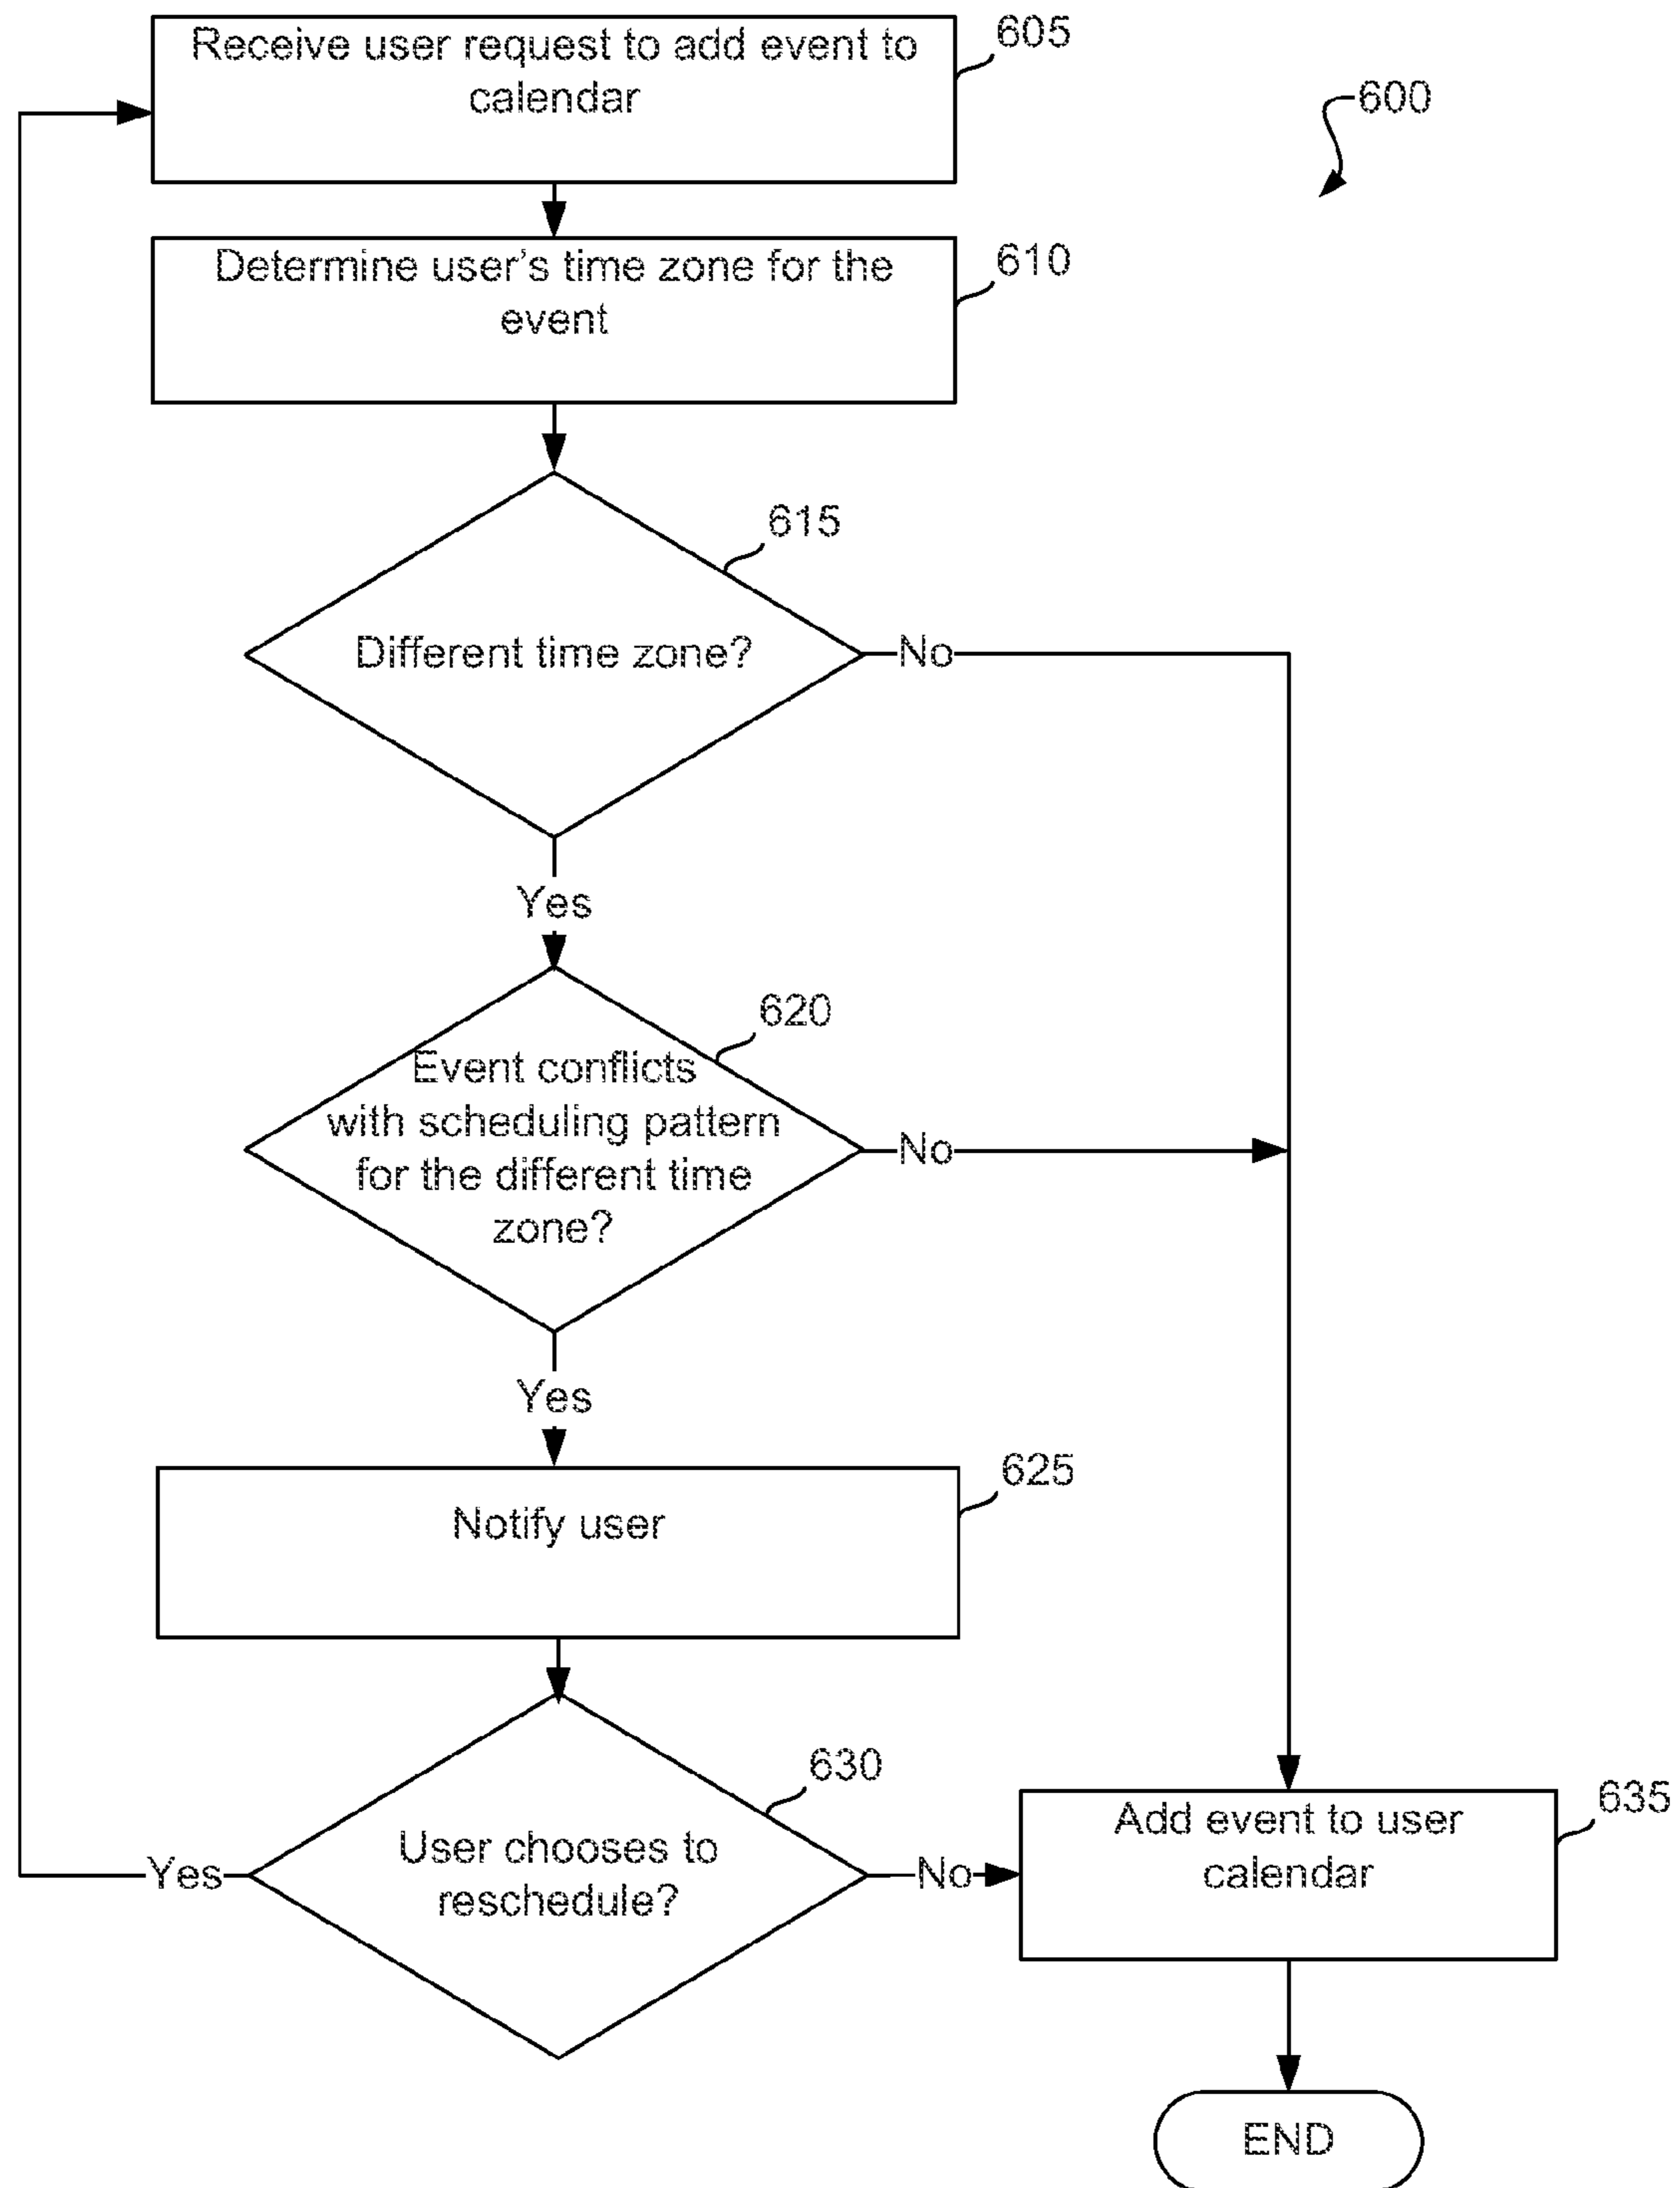 Receive user request to add event to
calendar
605
600
Determine user's time zone for the
event
610
615
Different time zone?
No
Yes
620
Event conflicts
with scheduling pattern
for the different time
zone?
No
Yes
625
Notify user
630
User chooses to
reschedule?
Yes
No
635
Add event to user
calendar
END